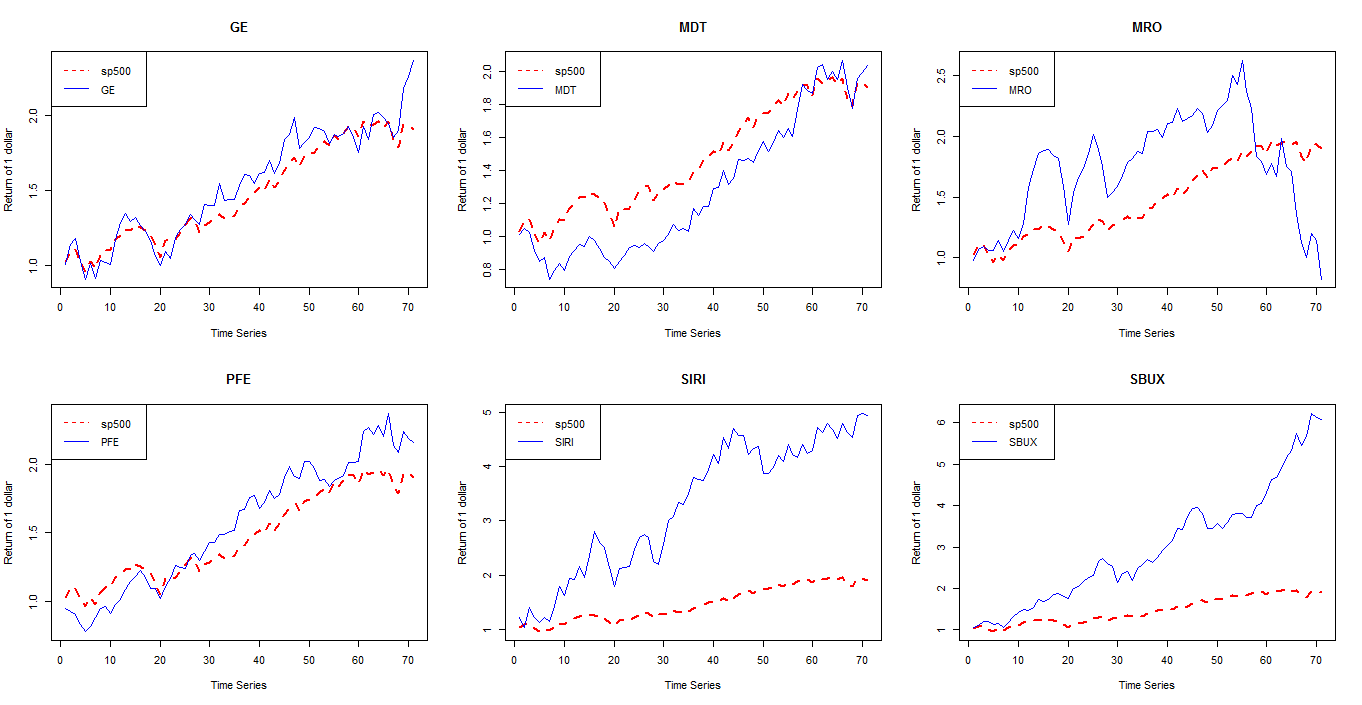 GE
MDT
MRO
sp500
GE
sp500
MDT
sp500
MRO
Return of 1 dollar
1.0
1.5
2.0
0 10 20 30 40 50 60 70
Time Series
Return of 1 dollar
0.8
1.0
1.2
1.4
1.6
1.8
2.0
0 10 20 30 40 50 60 70
Time Series
Return of 1 dollar
1.0
1.5
2.0
2.5
0 10 20 30 40 50 60 70
Time Series
PFE
SIRI
SBUX
sp500
PFE
sp500
SIRI
sp500
SBUX
Return of 1 dollar
1.0
1.5
2.0
0 10 20 30 40 50 60 70
Time Series
Return of 1 dollar
1
2
3
4
5
0 10 20 30 40 50 60 70
Time Series
Return of 1 dollar
1
2
3
4
5
6
0 10 20 30 40 50 60 70
Time Series